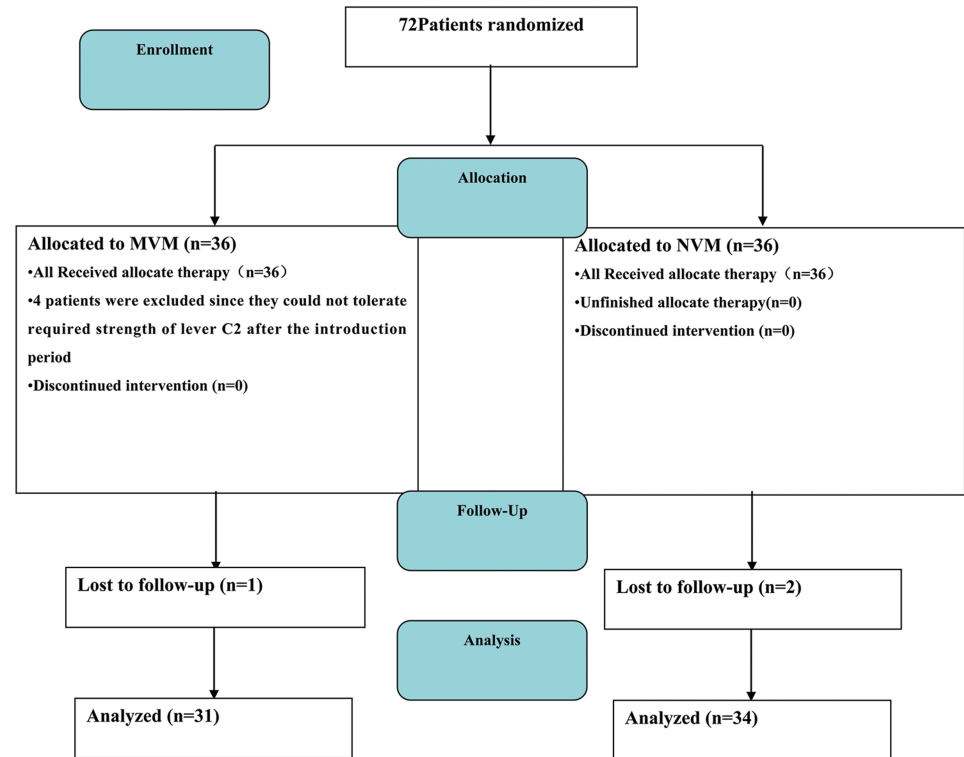 72Patients randomized
Enrollment
Allocation
Allocated to MVM (n=36)
•All Received allocate therapy（n=36）
•4 patients were excluded since they could not tolerate
required strength of lever C2 after the introduction
period
•Discontinued intervention (n=0)
Allocated to NVM (n=36)
•All Received allocate therapy（n=36）
•Unfinished allocate therapy(n=0)
•Discontinued intervention (n=0)
Follow-Up
Lost to follow-up (n=1)
Lost to follow-up (n=2)
Analysis
Analyzed (n=31)
Analyzed (n=34)